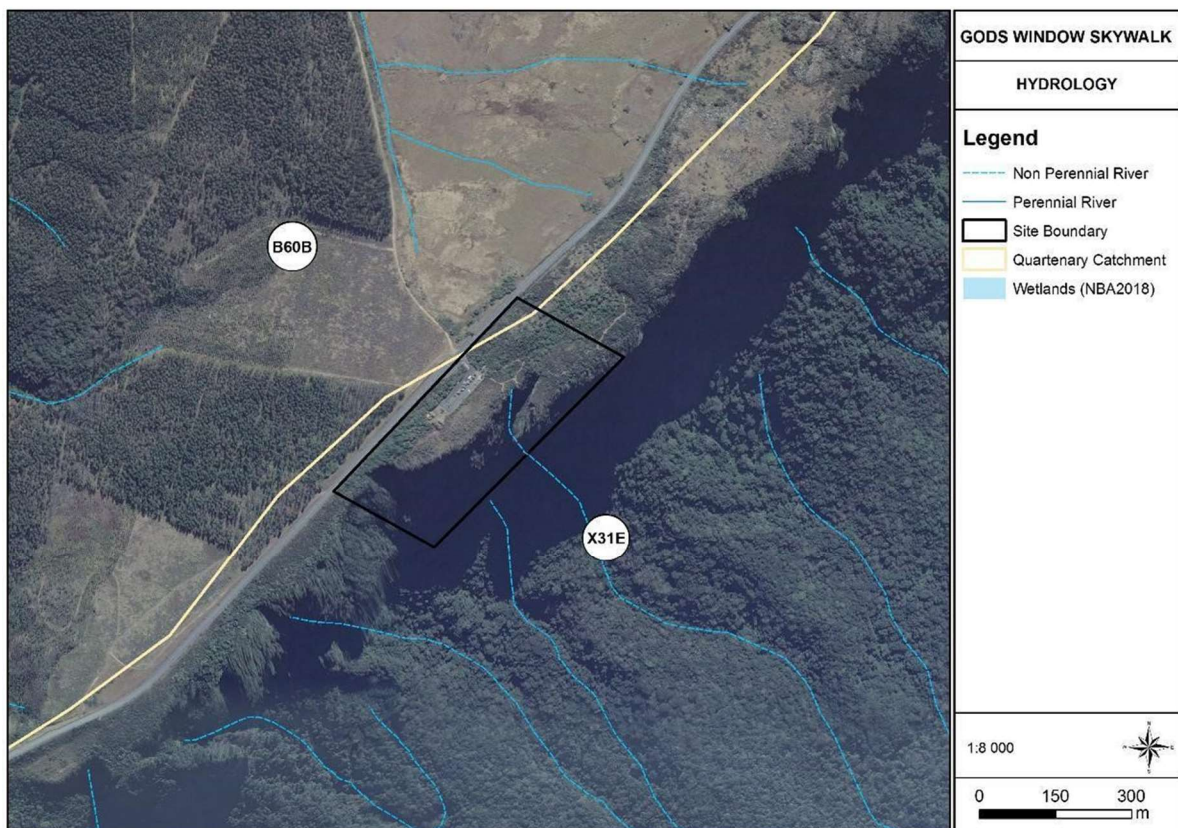 B60B
X31E
GODS WINDOW SKYWALK
HYDROLOGY
Legend
Non Perennial River
Perennial River
Site Boundary
Quartenary Catchment
Wetlands (NBA2018)
1:8 000
N
W E
S
0 150 300
m